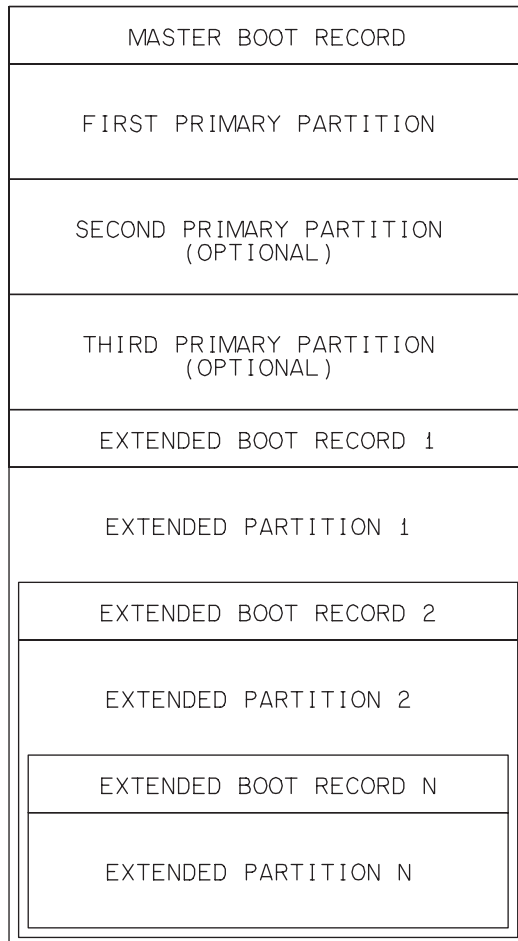 MASTER BOOT RECORD
FIRST PRIMARY PARTITION
SECOND PRIMARY PARTITION
(OPTIONAL)
THIRD PRIMARY PARTITION
(OPTIONAL)
EXTENDED BOOT RECORD 1
EXTENDED PARTITION 1
EXTENDED BOOT RECORD 2
EXTENDED PARTITION 2
EXTENDED BOOT RECORD N
EXTENDED PARTITION N